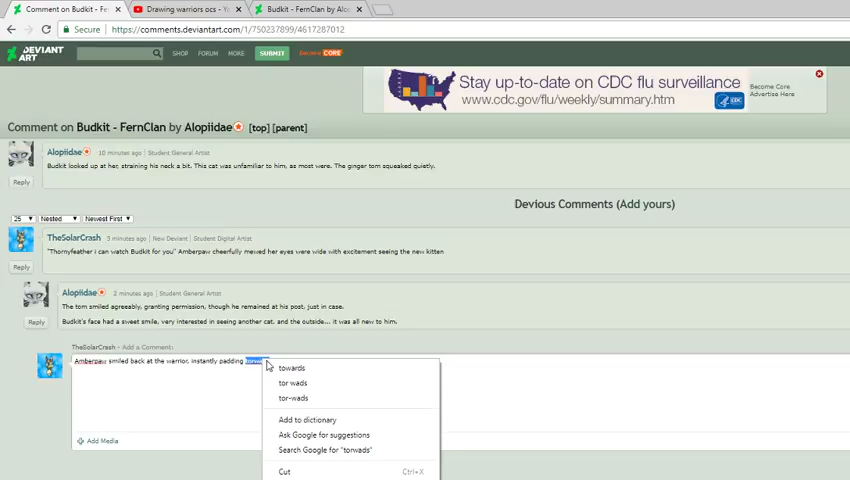 Comment on Budkit - Fer
Drawing warriors ocs - Yo
Budkit - FernClan by Alop
Secure
https://comments.deviantart.com/1/750237899/4617287012
DEVIANT ART
SHOP
FORUM
MORE
SUBMIT
Become CORE
Stay up-to-date on CDC flu surveillance
www.cdc.gov/flu/weekly/summary.htm
Become Core
Advertise Here
Comment on Budkit - FernClan by Alopiidae [top] [parent]
Alopiidae 10 minutes ago | Student General Artist
Budkit looked up at her, straining his neck a bit. This cat was unfamiliar to him, as most were. The ginger tom squeaked quietly.
Reply
Devious Comments (Add yours)
25 Nested Newest First
TheSolarCrash 3 minutes ago | New Deviant | Student Digital Artist
"Thornyfeather I can watch Budkit for you" Amberpaw cheerfully mewed her eyes were wide with excitement seeing the new kitten
Reply
Alopiidae 2 minutes ago | Student General Artist
The tom smiled agreeably, granting permission, though he remained at his post, just in case.
Budkit's face had a sweet smile, very interested in seeing another cat, and the outside... it was all new to him.
Reply
TheSolarCrash - Add a Comment:
Amberpaw smiled back at the warrior, instantly padding
towards
tor wads
tor-wads
Add to dictionary
Ask Google for suggestions
Search Google for "torwads"
Cut Ctrl+X
Add Media